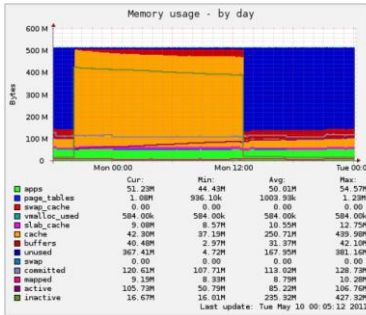 Memory usage - by day
600 M
500 M
400 M
300 M
200 M
100 M
0
Bytes
Mon 00:00 Mon 12:00 Tue 00:0
Cur: Min: Avg: Max:
apps 51.23M 44.43M 50.01M 54.57M
page_tables 1.08M 936.10k 1003.93k 1.23M
swap_cache 0.00 0.00 0.00 0.00
vmalloc_used 584.00k 584.00k 584.00k 584.00k
slab_cache 9.08M 8.57M 10.55M 12.75M
cache 42.30M 37.19M 250.71M 439.98M
buffers 40.48M 2.97M 31.37M 42.10M
unused 367.41M 4.72M 167.95M 381.16M
swap 0.00 0.00 0.00 0.00
committed 120.61M 107.71M 113.02M 128.73M
mapped 9.19M 8.33M 8.79M 10.28M
active 105.73M 50.79M 85.22M 106.76M
inactive 16.67M 16.01M 235.32M 427.32M
Last update: Tue May 10 00:05:12 2011